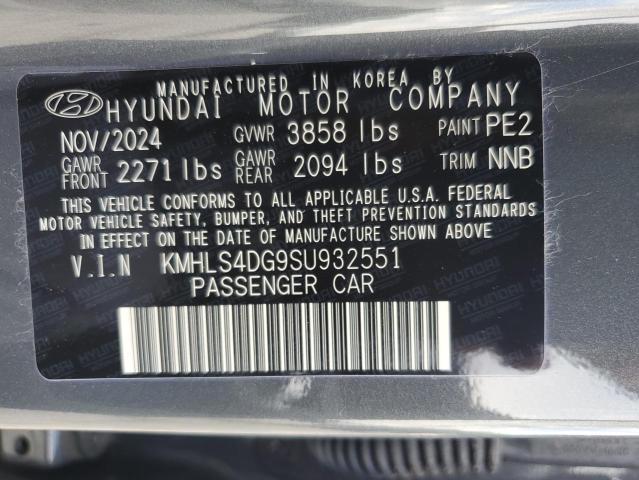 MANUFACTURED IN KOREA BY
HYUNDAI MOTOR COMPANY
NOV/2024 GVWR 3858 lbs PAINT PE2
GAWR FRONT 2271 lbs GAWR REAR 2094 lbs TRIM NNB
THIS VEHICLE CONFORMS TO ALL APPLICABLE U.S.A. FEDERAL
MOTOR VEHICLE SAFETY, BUMPER, AND THEFT PREVENTION STANDARDS
IN EFFECT ON THE DATE OF MANUFACTURE SHOWN ABOVE.
V.I.N KMHLS4DG9SU932551
PASSENGER CAR